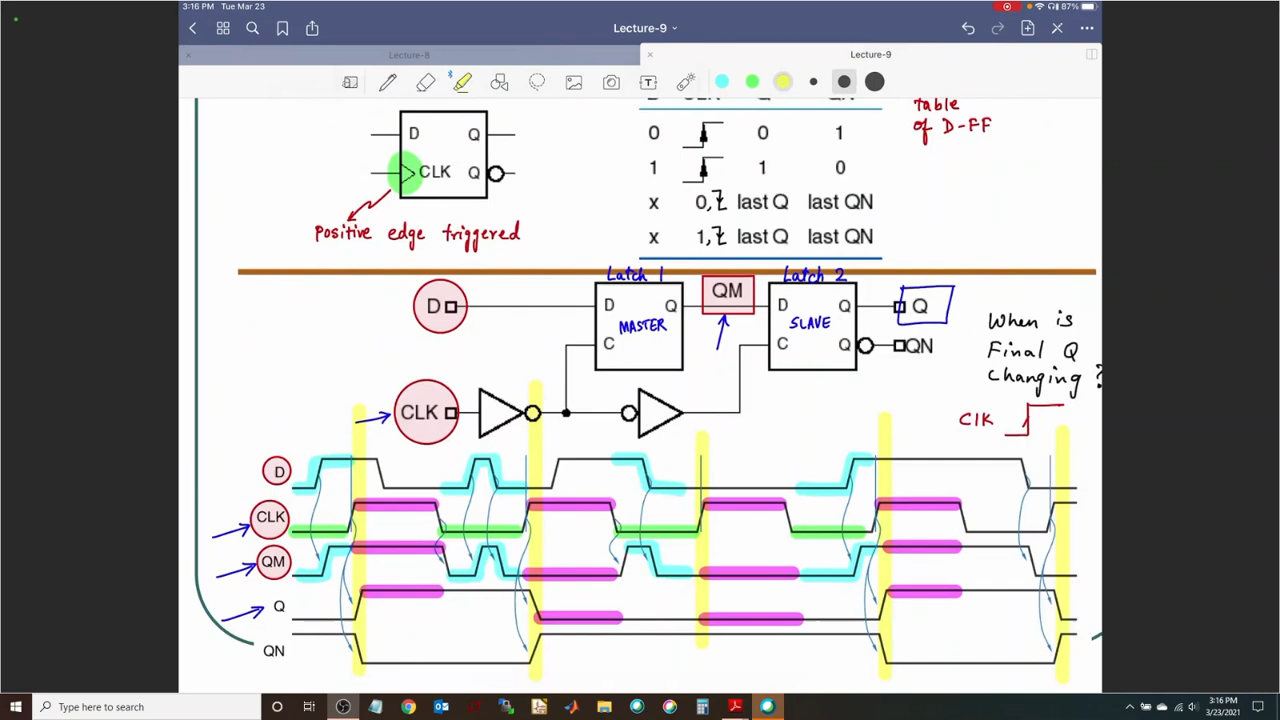 3:16 PM Tue Mar 23
87%
Lecture-9
Lecture-8
Lecture-9
table
of D-FF
D Q
CLK Q
Positive edge triggered
0 0 1
1 1 0
x 0, last Q last QN
x 1, last Q last QN
Latch 1
Latch 2
D
D Q
QM
D Q
Q
MASTER
SLAVE
C
C Q
QN
When is
Final Q
Changing ?
CLK
Clk
D
CLK
QM
Q
QN
Type here to search
3:16 PM
3/23/2021